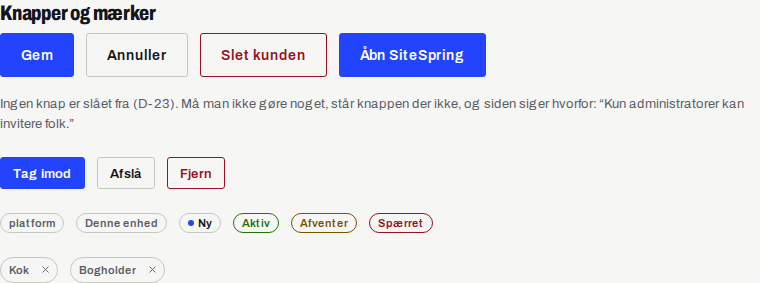 Knapper og mærker
Gem Annuller Slet kunden Åbn SiteSpring
Ingen knap er slået fra (D-23). Må man ikke gøre noget, står knappen der ikke, og siden siger hvorfor: “Kun administratorer kan
invitere folk.”
Tag imod Afslå Fjern
platform Denne enhed Ny Aktiv Afventer Spærret
Kok × Bogholder ×